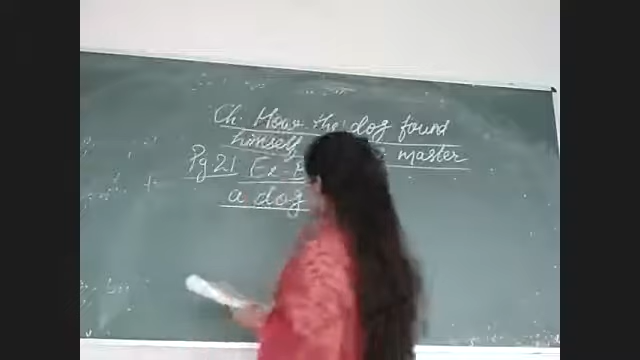 Ch. How the dog found
himself master
Pg 21 Ex-
a dog